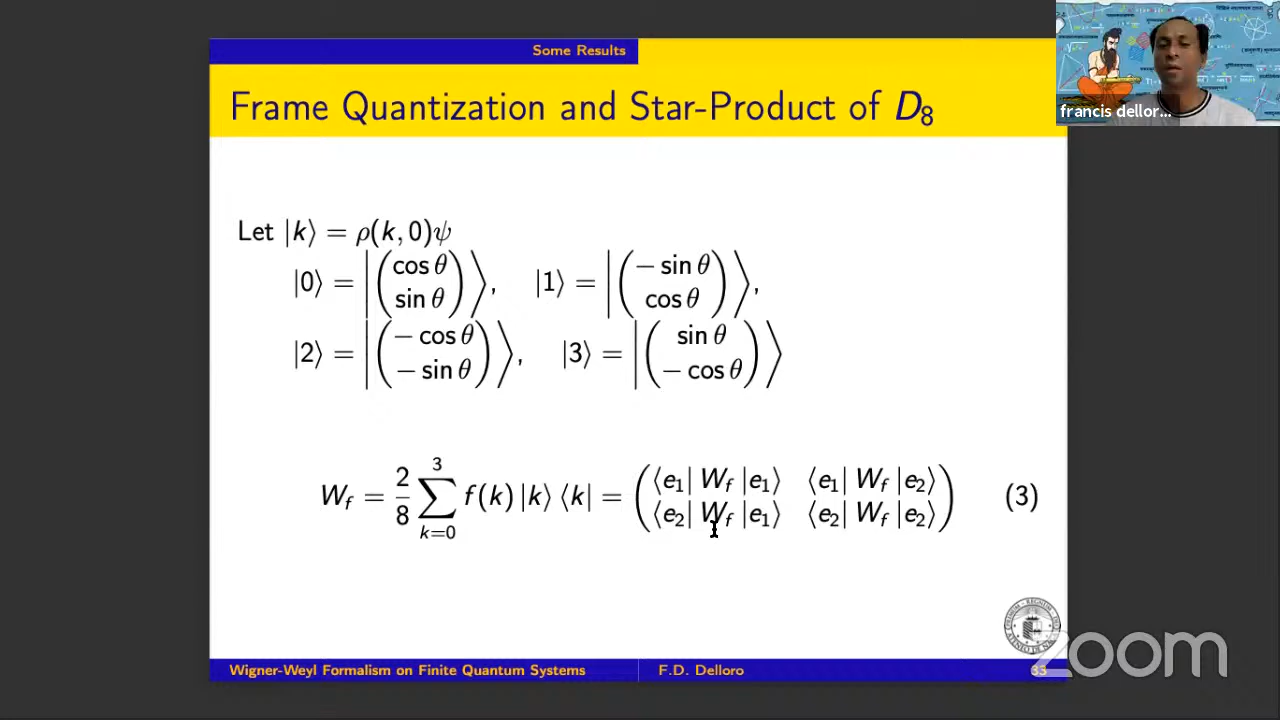 Some Results
Frame Quantization and Star-Product of D₈
francis dellor...
Let |k⟩ = ρ(k, 0)ψ
|0⟩ = |(cos θ sin θ)⟩, |1⟩ = |(− sin θ cos θ)⟩,
|2⟩ = |(− cos θ − sin θ)⟩, |3⟩ = |(sin θ − cos θ)⟩
W_f = 2/8 ∑_{k=0}^{3} f(k) |k⟩ ⟨k| = (⟨e₁| W_f |e₁⟩ ⟨e₁| W_f |e₂⟩ ⟨e₂| W_f |e₁⟩ ⟨e₂| W_f |e₂⟩) (3)
Wigner-Weyl Formalism on Finite Quantum Systems
F.D. Delloro
33
zoom